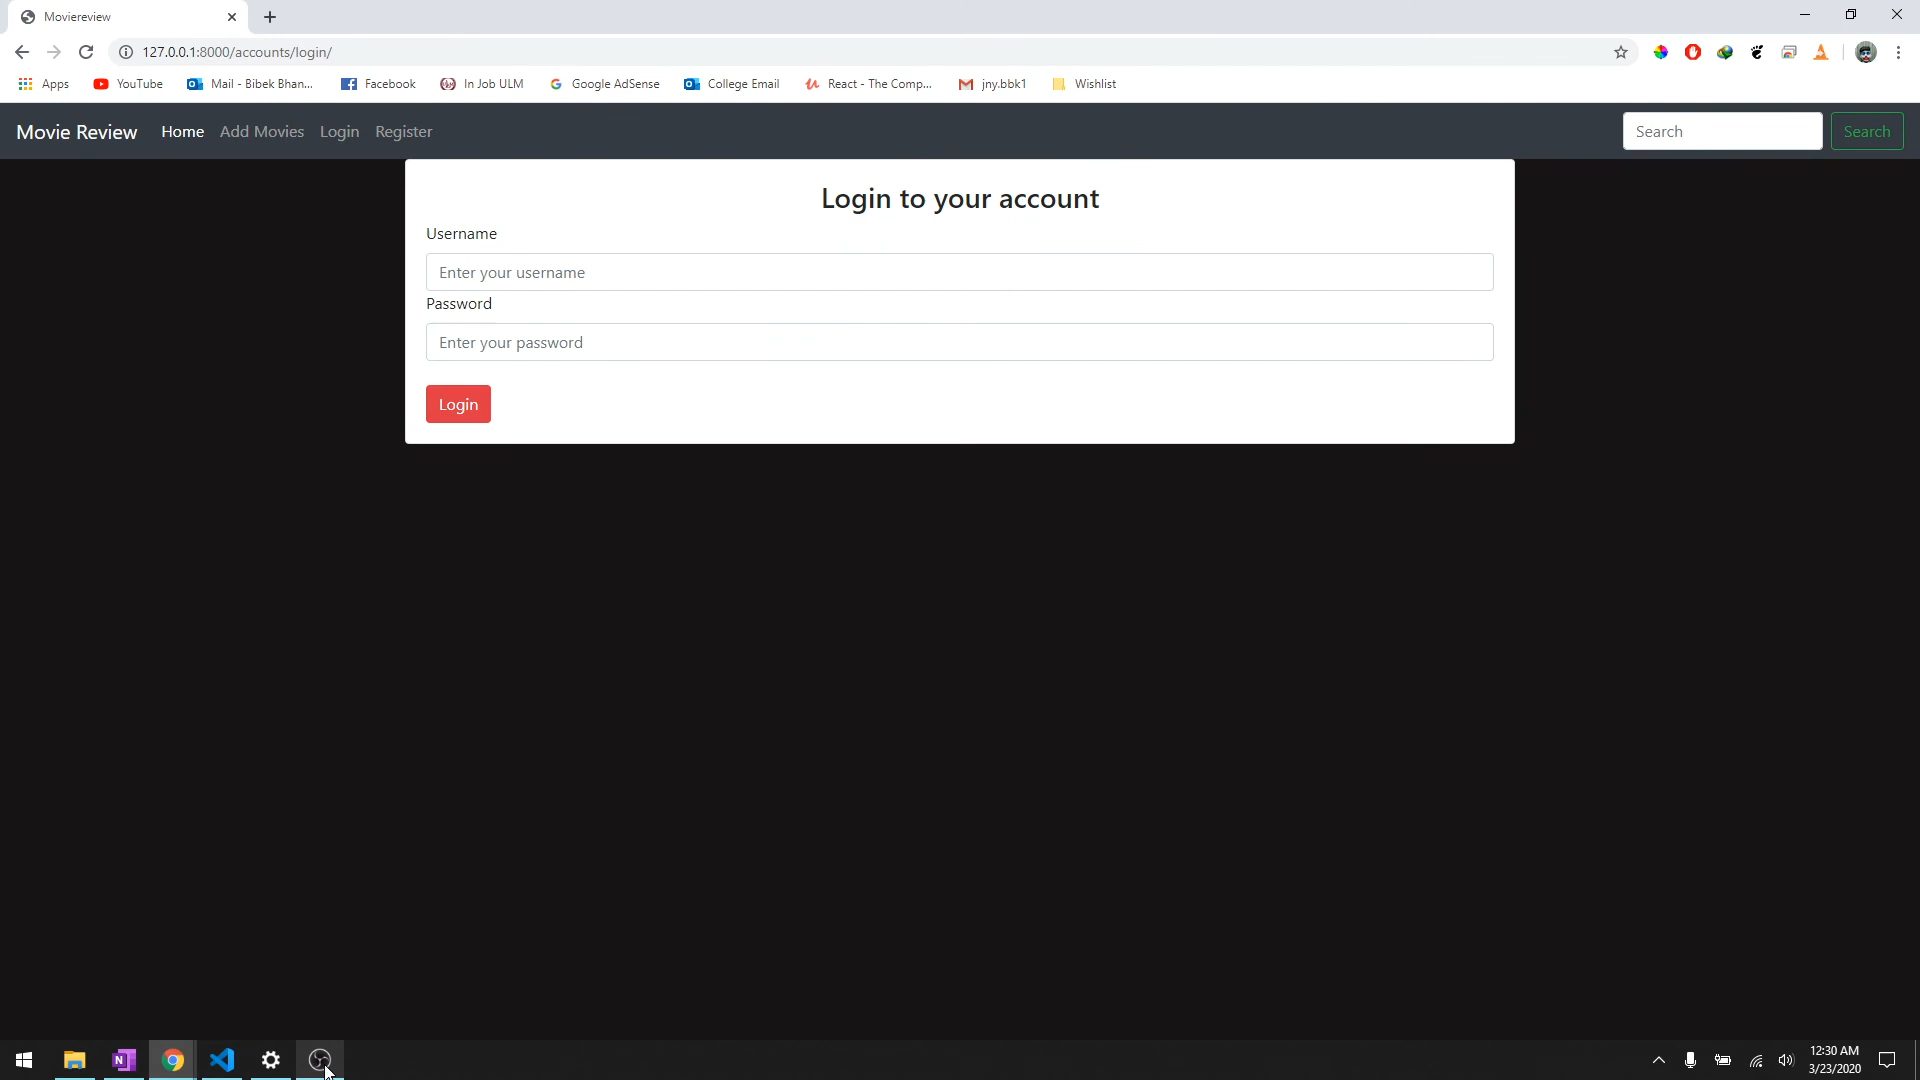 Moviereview
127.0.0.1:8000/accounts/login/
Apps YouTube Mail - Bibek Bhan... Facebook In Job ULM Google AdSense College Email React - The Comp... jny.bbk1 Wishlist
Movie Review Home Add Movies Login Register Search Search
Login to your account
Username
Enter your username
Password
Enter your password
Login
12:30 AM
3/23/2020